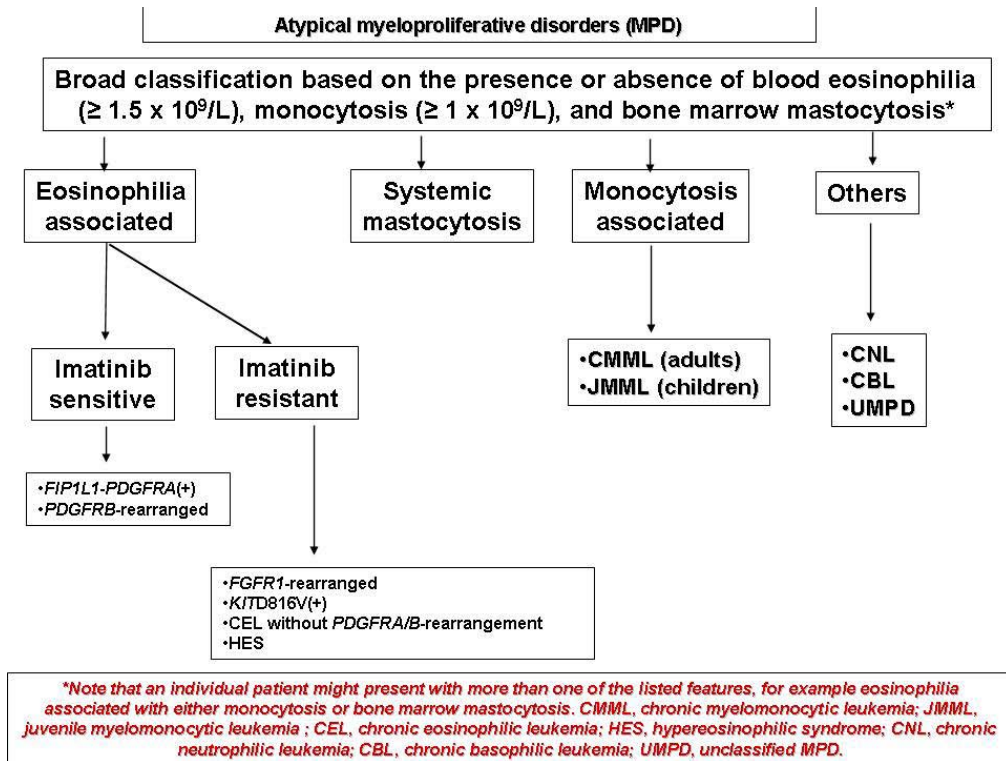 Atypical myeloproliferative disorders (MPD)
Broad classification based on the presence or absence of blood eosinophilia
(≥ 1.5 x 10⁹/L), monocytosis (≥ 1 x 10⁹/L), and bone marrow mastocytosis*
Eosinophilia
associated
Systemic
mastocytosis
Monocytosis
associated
Others
Imatinib
sensitive
Imatinib
resistant
•CMML (adults)
•JMML (children)
•CNL
•CBL
•UMPD
•FIP1L1-PDGFRA(+)
•PDGFRB-rearranged
•FGFR1-rearranged
•KITD816V(+)
•CEL without PDGFRA/B-rearrangement
•HES
*Note that an individual patient might present with more than one of the listed features, for example eosinophilia
associated with either monocytosis or bone marrow mastocytosis. CMML, chronic myelomonocytic leukemia; JMML,
juvenile myelomonocytic leukemia ; CEL, chronic eosinophilic leukemia; HES, hypereosinophilic syndrome; CNL, chronic
neutrophilic leukemia; CBL, chronic basophilic leukemia; UMPD, unclassified MPD.